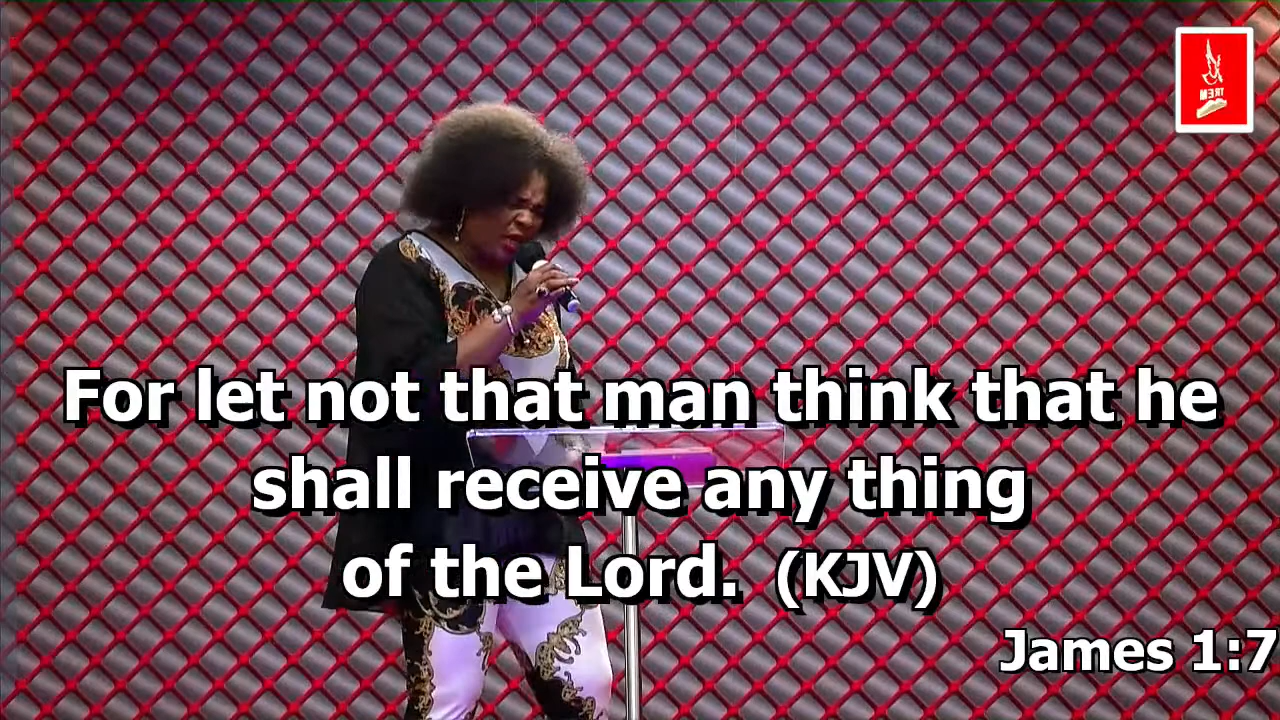 TREM
For let not that man think that he
shall receive any thing
of the Lord. (KJV)
James 1:7